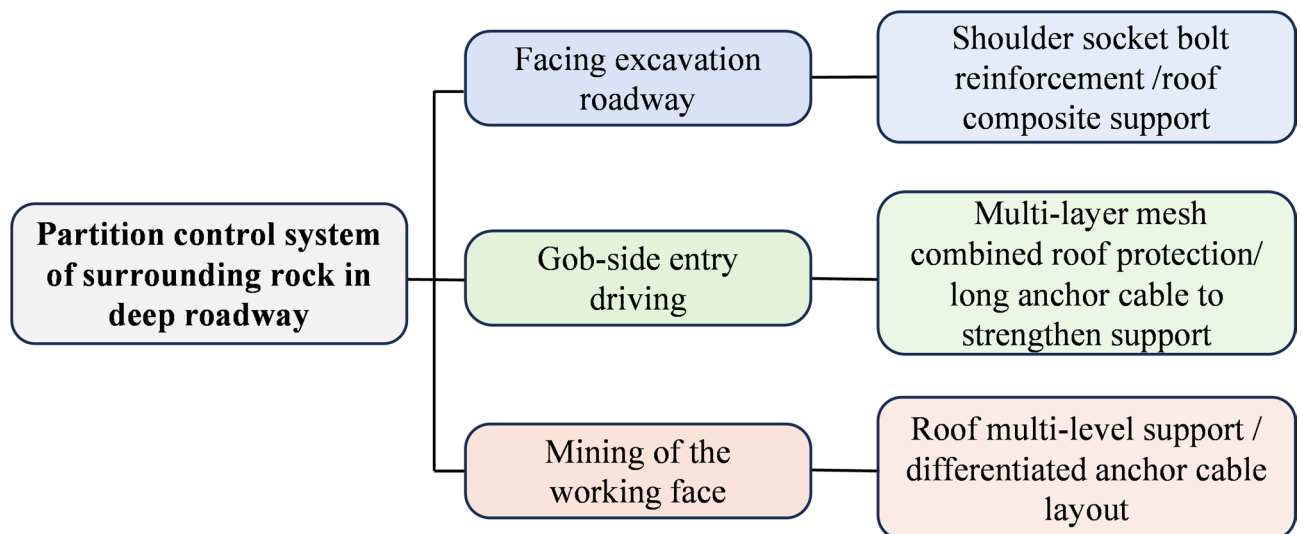 Partition control system
of surrounding rock in
deep roadway
Facing excavation
roadway
Shoulder socket bolt
reinforcement /roof
composite support
Gob-side entry
driving
Multi-layer mesh
combined roof protection/
long anchor cable to
strengthen support
Mining of the
working face
Roof multi-level support /
differentiated anchor cable
layout